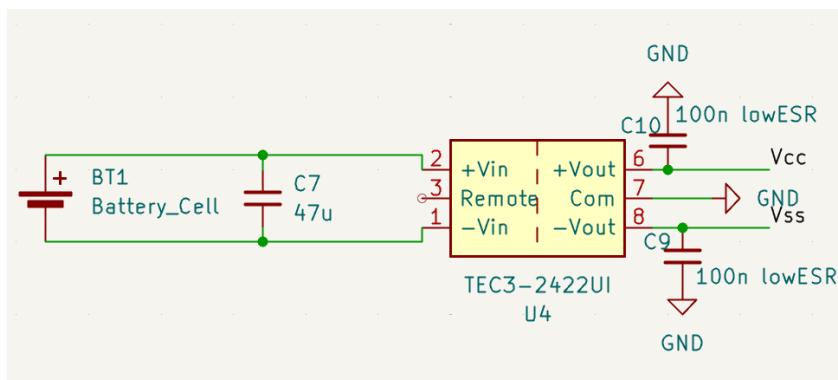 GND
100n lowESR
C10
Vcc
BT1
Battery_Cell
+
C7
47u
2
+Vin
+Vout
6
3
Remote
Com
7
GND
1
-Vin
-Vout
8
Vss
C9
100n lowESR
TEC3-2422UI
U4
GND